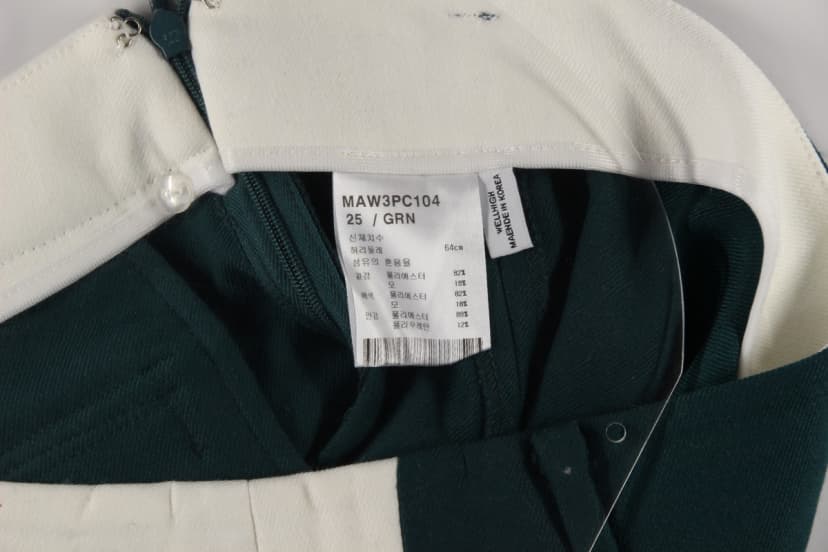 MAW3PC104
25 / GRN
신체치수
허리둘레 64cm
섬유의 혼용율
겉감 폴리에스터 82%
모 18%
배색 폴리에스터 82%
모 18%
안감 폴리에스터 88%
폴리우레탄 12%
WELLHIGH
MAENDE IN KOREA